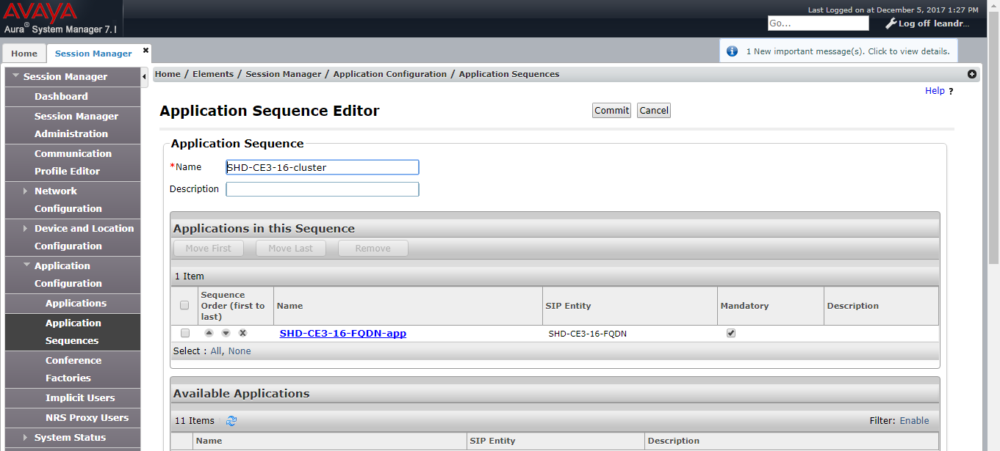 AVAYA
Aura® System Manager 7.1
Last Logged on at December 5, 2017 1:27 PM
Go...
Log off leandr...
Home
Session Manager
1 New important message(s). Click to view details.
Session Manager
Dashboard
Session Manager
Administration
Communication
Profile Editor
Network
Configuration
Device and Location
Configuration
Application
Configuration
Applications
Application
Sequences
Conference
Factories
Implicit Users
NRS Proxy Users
System Status
Home / Elements / Session Manager / Application Configuration / Application Sequences
Help ?
Application Sequence Editor
Commit
Cancel
Application Sequence
*Name
SHD-CE3-16-cluster
Description
Applications in this Sequence
Move First
Move Last
Remove
1 Item
Sequence
Order (first to
last)
Name
SIP Entity
Mandatory
Description
SHD-CE3-16-FQDN-app
SHD-CE3-16-FQDN
Select : All, None
Available Applications
11 Items
Filter: Enable
Name
SIP Entity
Description